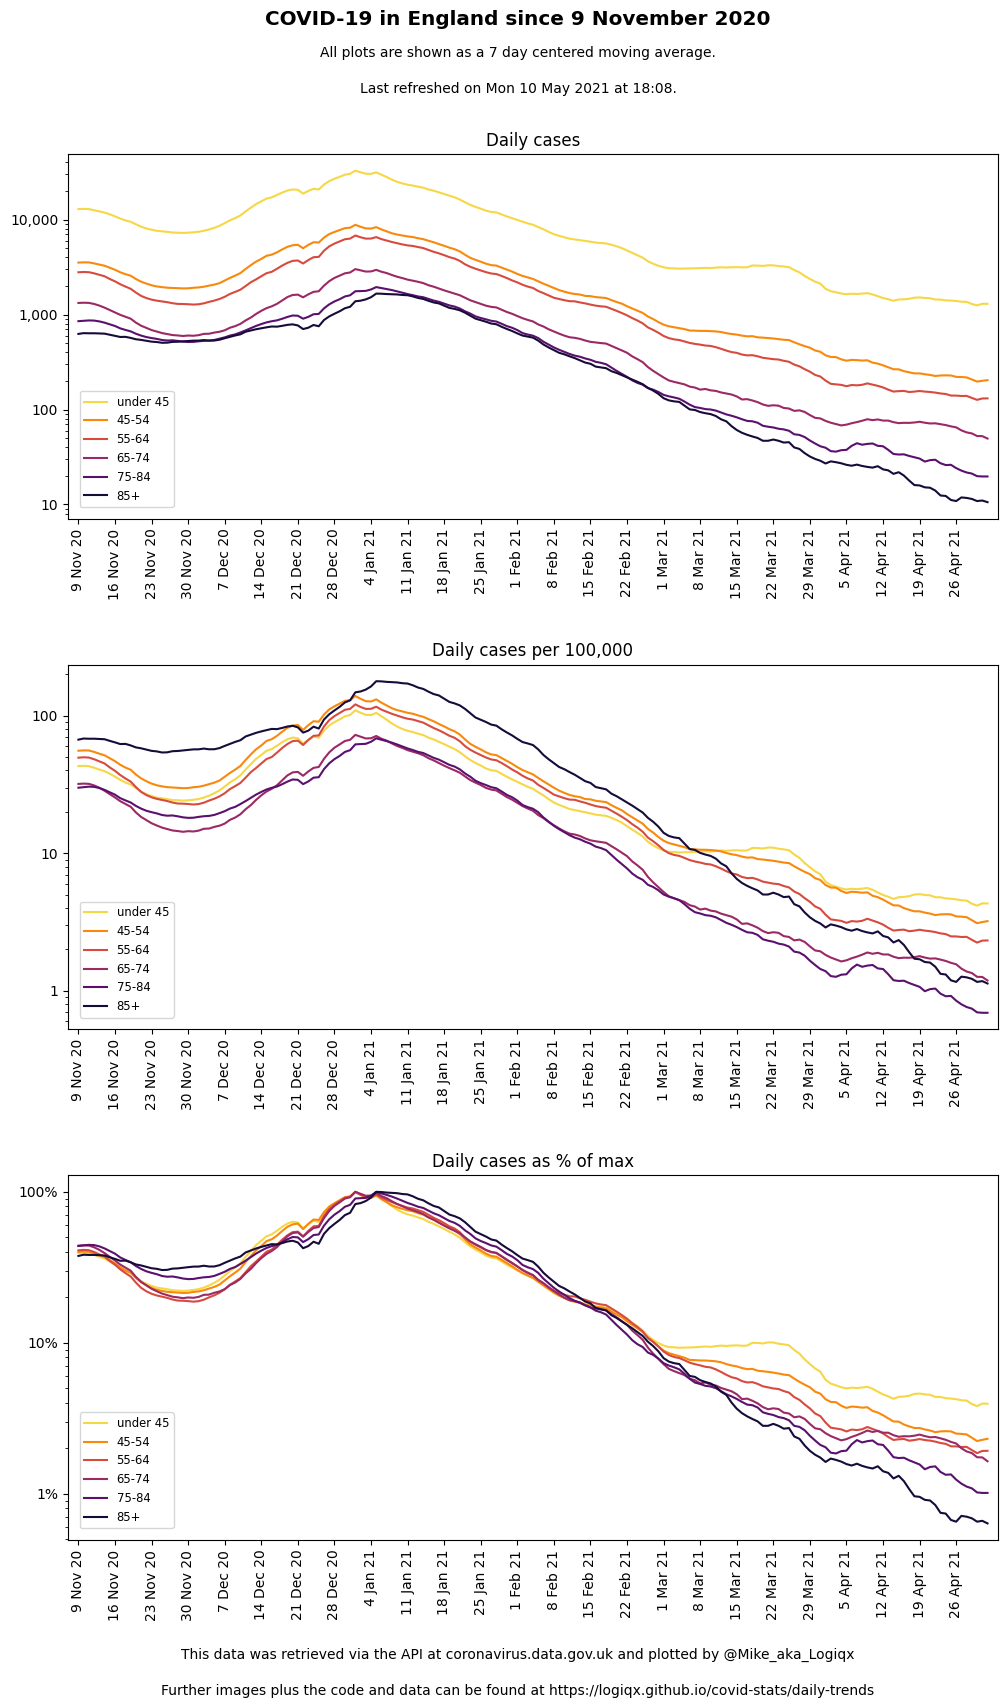 COVID-19 in England since 9 November 2020
All plots are shown as a 7 day centered moving average.
Last refreshed on Mon 10 May 2021 at 18:08.
Daily cases
10,000
1,000
100
10
under 45
45-54
55-64
65-74
75-84
85+
9 Nov 20
16 Nov 20
23 Nov 20
30 Nov 20
7 Dec 20
14 Dec 20
21 Dec 20
28 Dec 20
4 Jan 21
11 Jan 21
18 Jan 21
25 Jan 21
1 Feb 21
8 Feb 21
15 Feb 21
22 Feb 21
1 Mar 21
8 Mar 21
15 Mar 21
22 Mar 21
29 Mar 21
5 Apr 21
12 Apr 21
19 Apr 21
26 Apr 21
Daily cases per 100,000
100
10
1
under 45
45-54
55-64
65-74
75-84
85+
9 Nov 20
16 Nov 20
23 Nov 20
30 Nov 20
7 Dec 20
14 Dec 20
21 Dec 20
28 Dec 20
4 Jan 21
11 Jan 21
18 Jan 21
25 Jan 21
1 Feb 21
8 Feb 21
15 Feb 21
22 Feb 21
1 Mar 21
8 Mar 21
15 Mar 21
22 Mar 21
29 Mar 21
5 Apr 21
12 Apr 21
19 Apr 21
26 Apr 21
Daily cases as % of max
100%
10%
1%
under 45
45-54
55-64
65-74
75-84
85+
9 Nov 20
16 Nov 20
23 Nov 20
30 Nov 20
7 Dec 20
14 Dec 20
21 Dec 20
28 Dec 20
4 Jan 21
11 Jan 21
18 Jan 21
25 Jan 21
1 Feb 21
8 Feb 21
15 Feb 21
22 Feb 21
1 Mar 21
8 Mar 21
15 Mar 21
22 Mar 21
29 Mar 21
5 Apr 21
12 Apr 21
19 Apr 21
26 Apr 21
This data was retrieved via the API at coronavirus.data.gov.uk and plotted by @Mike_aka_Logiqx
Further images plus the code and data can be found at https://logiqx.github.io/covid-stats/daily-trends